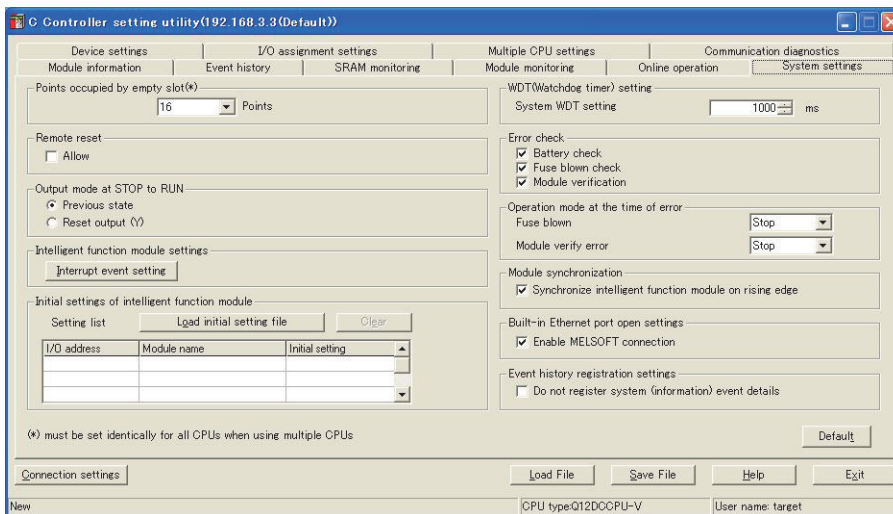 C Controller setting utility(192.168.3.3(Default))
Device settings I/O assignment settings Multiple CPU settings Communication diagnostics
Module information Event history SRAM monitoring Module monitoring Online operation System settings
Points occupied by empty slot(*)
16 Points
Remote reset
Allow
Output mode at STOP to RUN
Previous state
Reset output (Y)
Intelligent function module settings
Interrupt event setting
Initial settings of intelligent function module
Setting list Load initial setting file Clear
I/O address Module name Initial setting
WDT(Watchdog timer) setting
System WDT setting 1000 ms
Error check
Battery check
Fuse blown check
Module verification
Operation mode at the time of error
Fuse blown Stop
Module verify error Stop
Module synchronization
Synchronize intelligent function module on rising edge
Built-in Ethernet port open settings
Enable MELSOFT connection
Event history registration settings
Do not register system (information) event details
(*) must be set identically for all CPUs when using multiple CPUs
Default
Connection settings Load File Save File Help Exit
New CPU type:Q12DCCPU-V User name: target